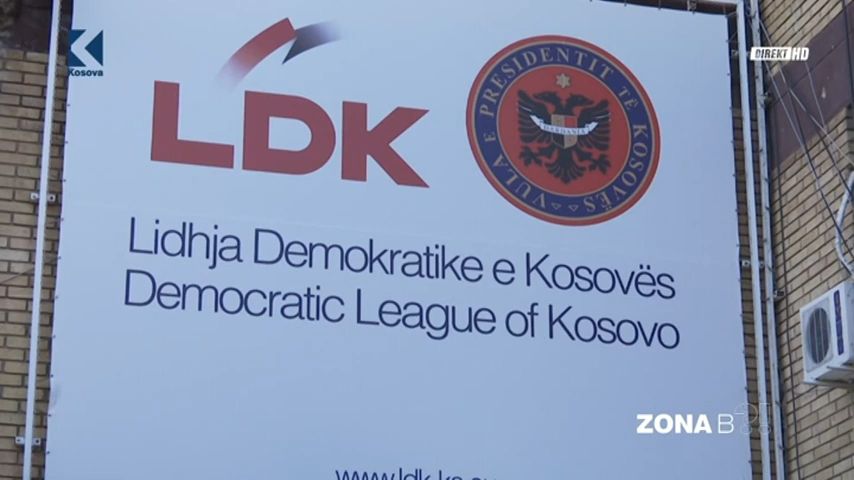 Kosova
DIREKT HD
LDK
VULA E PRESIDENTIT TË KOSOVËS
DARDANIA
Lidhja Demokratike e Kosovës
Democratic League of Kosovo
ZONA B?!